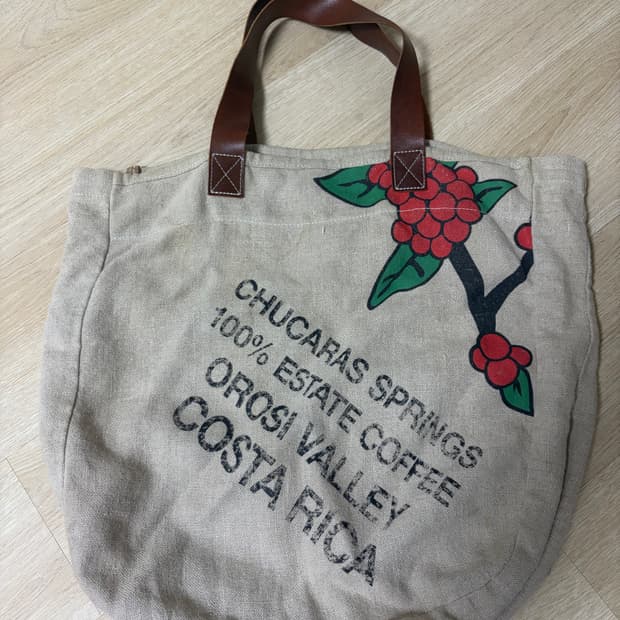 CHUCARAS SPRINGS
100% ESTATE COFFEE
OROSI VALLEY
COSTA RICA